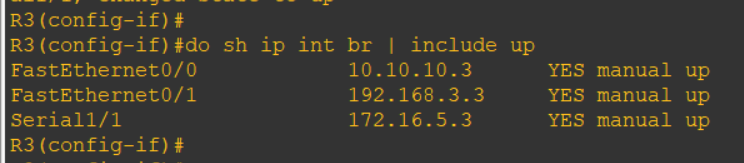 R3(config-if)#
R3(config-if)#do sh ip int br | include up
FastEthernet0/0 10.10.10.3 YES manual up
FastEthernet0/1 192.168.3.3 YES manual up
Serial1/1 172.16.5.3 YES manual up
R3(config-if)#